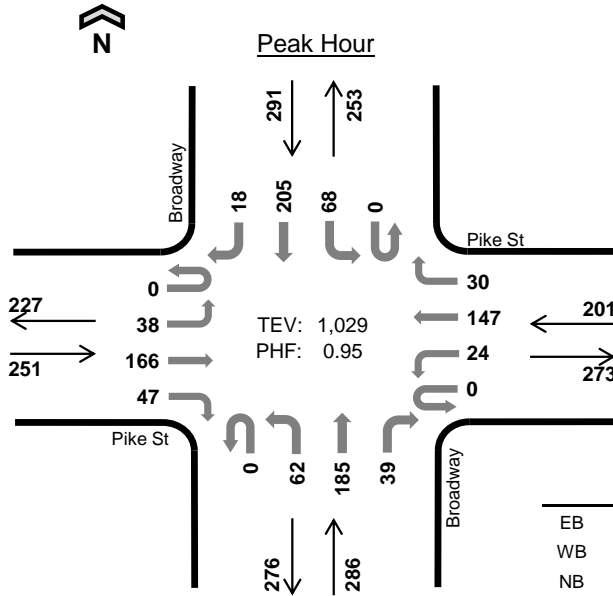 N
Peak Hour
291
253
Broadway
18
205
68
0
Pike St
0
30
227
38
TEV: 1,029
147
201
251
166
PHF: 0.95
24
273
47
0
Pike St
0
62
185
39
Broadway
276
286
EB
WB
NB